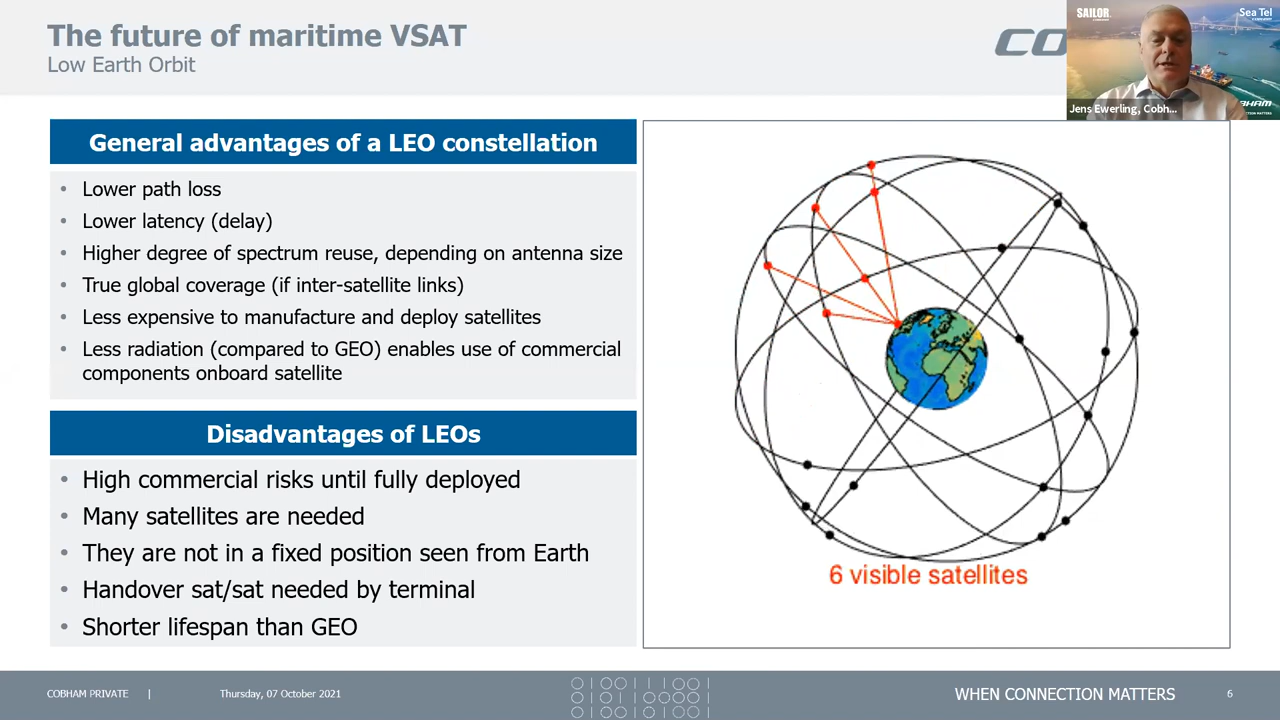 The future of maritime VSAT
Low Earth Orbit
CO
SAILOR
Sea Tel
Jens Ewerling, Cobh...
General advantages of a LEO constellation
• Lower path loss
• Lower latency (delay)
• Higher degree of spectrum reuse, depending on antenna size
• True global coverage (if inter-satellite links)
• Less expensive to manufacture and deploy satellites
• Less radiation (compared to GEO) enables use of commercial
components onboard satellite
Disadvantages of LEOs
• High commercial risks until fully deployed
• Many satellites are needed
• They are not in a fixed position seen from Earth
• Handover sat/sat needed by terminal
• Shorter lifespan than GEO
6 visible satellites
COBHAM PRIVATE |
Thursday, 07 October 2021
WHEN CONNECTION MATTERS
6